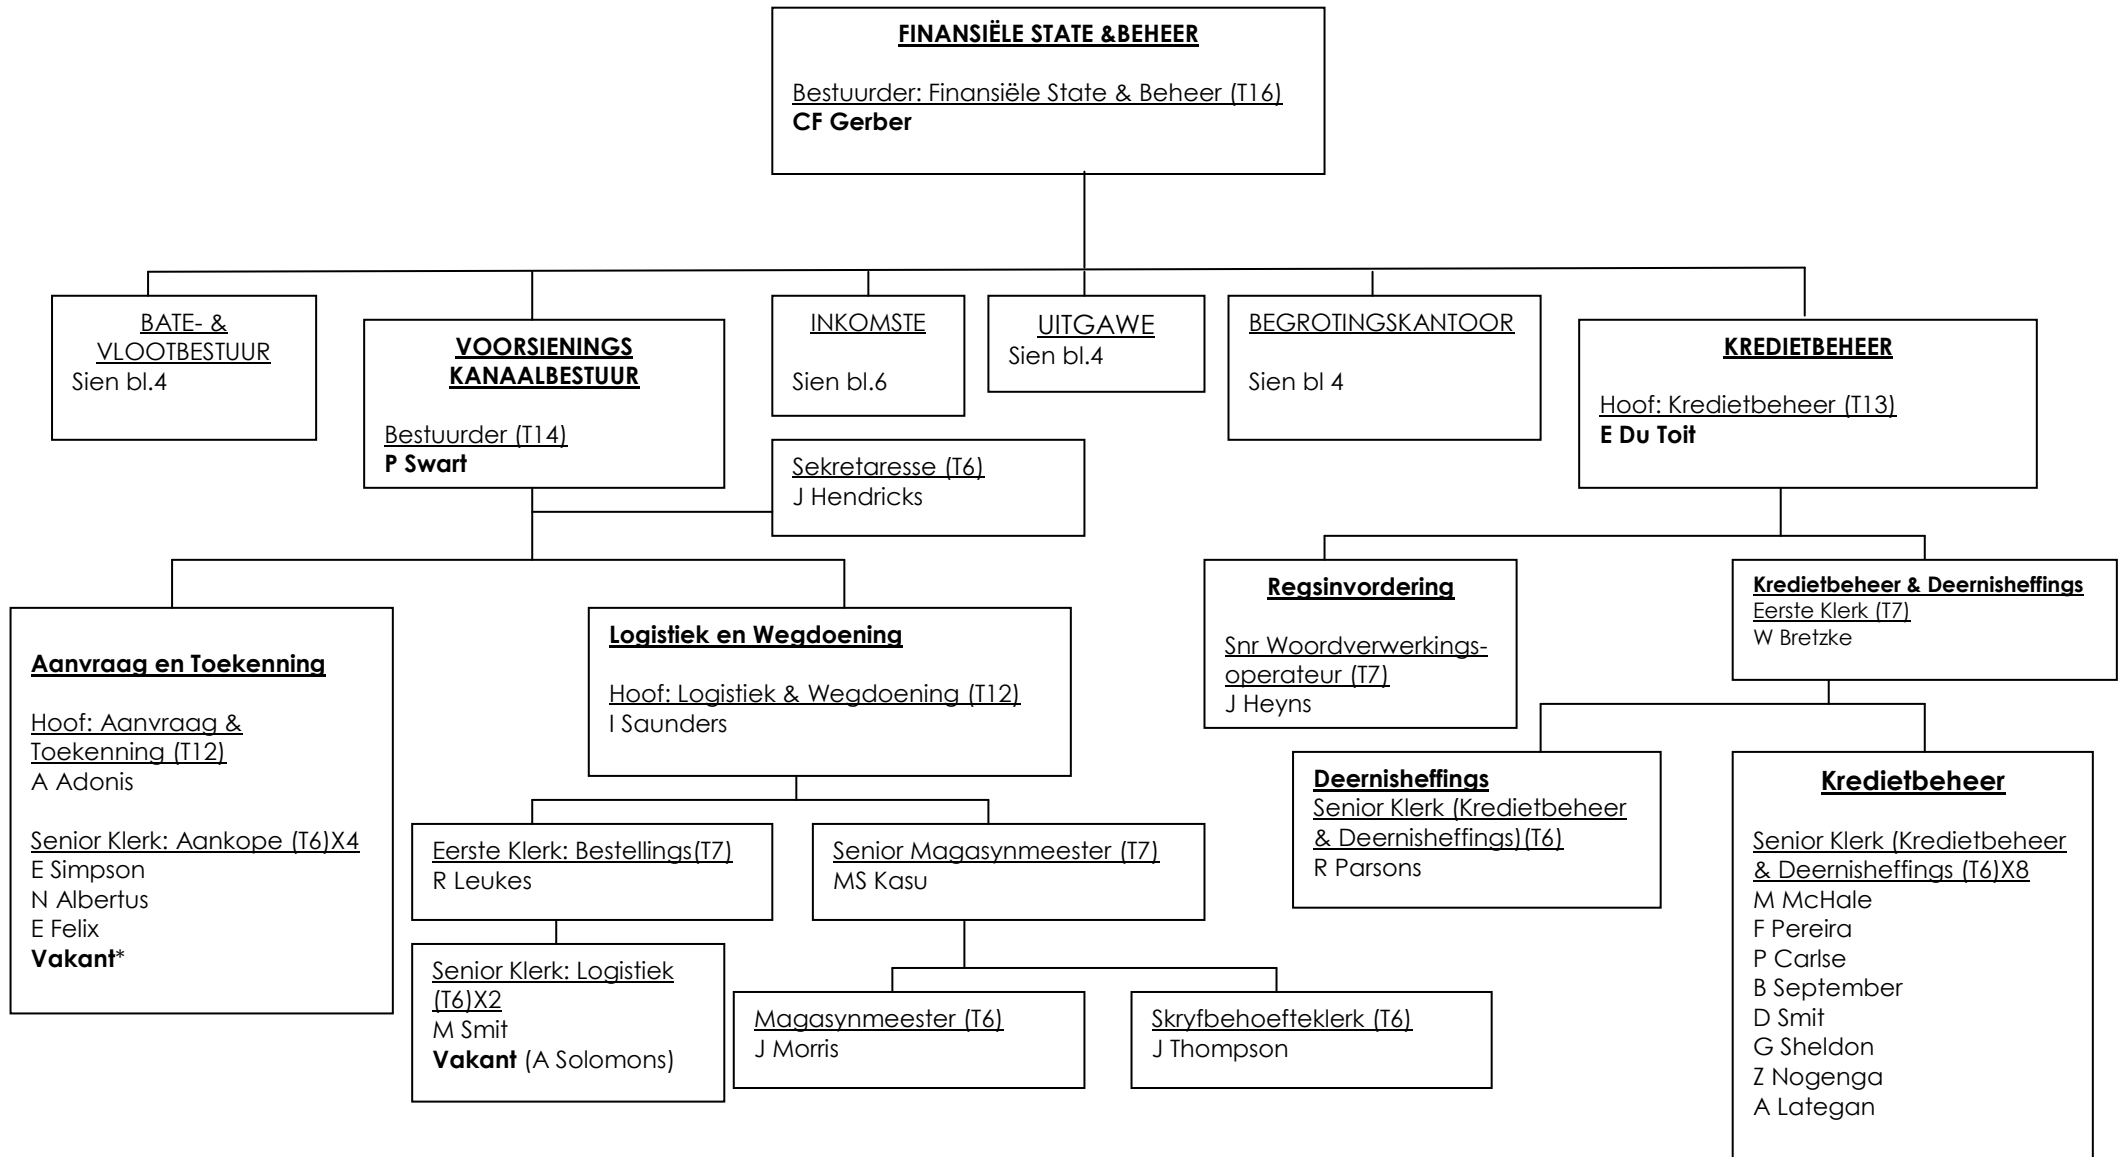 FINANSIËLE STATE &BEHEER
Bestuurder: Finansiële State & Beheer (T16)
CF Gerber
BATE- &
VLOOTBESTUUR
Sien bl.4
VOORSIENINGS
KANAALBESTUUR
Bestuurder (T14)
P Swart
INKOMSTE
Sien bl.6
UITGAWE
Sien bl.4
BEGROTINGSKANTOOR
Sien bl 4
KREDIETBEHEER
Hoof: Kredietbeheer (T13)
E Du Toit
Sekretaresse (T6)
J Hendricks
Aanvraag en Toekenning
Hoof: Aanvraag &
Toekenning (T12)
A Adonis
Senior Klerk: Aankope (T6)X4
E Simpson
N Albertus
E Felix
Vakant*
Logistiek en Wegdoening
Hoof: Logistiek & Wegdoening (T12)
I Saunders
Eerste Klerk: Bestellings(T7)
R Leukes
Senior Klerk: Logistiek
(T6)X2
M Smit
Vakant (A Solomons)
Senior Magasynmeester (T7)
MS Kasu
Magasynmeester (T6)
J Morris
Skryfbehoefteklerk (T6)
J Thompson
Regsinvordering
Snr Woordverwerkings-
operateur (T7)
J Heyns
Kredietbeheer & Deernisheffings
Eerste Klerk (T7)
W Bretzke
Deernisheffings
Senior Klerk (Kredietbeheer
& Deernisheffings)(T6)
R Parsons
Kredietbeheer
Senior Klerk (Kredietbeheer
& Deernisheffings (T6)X8
M McHale
F Pereira
P Carlse
B September
D Smit
G Sheldon
Z Nogenga
A Lategan